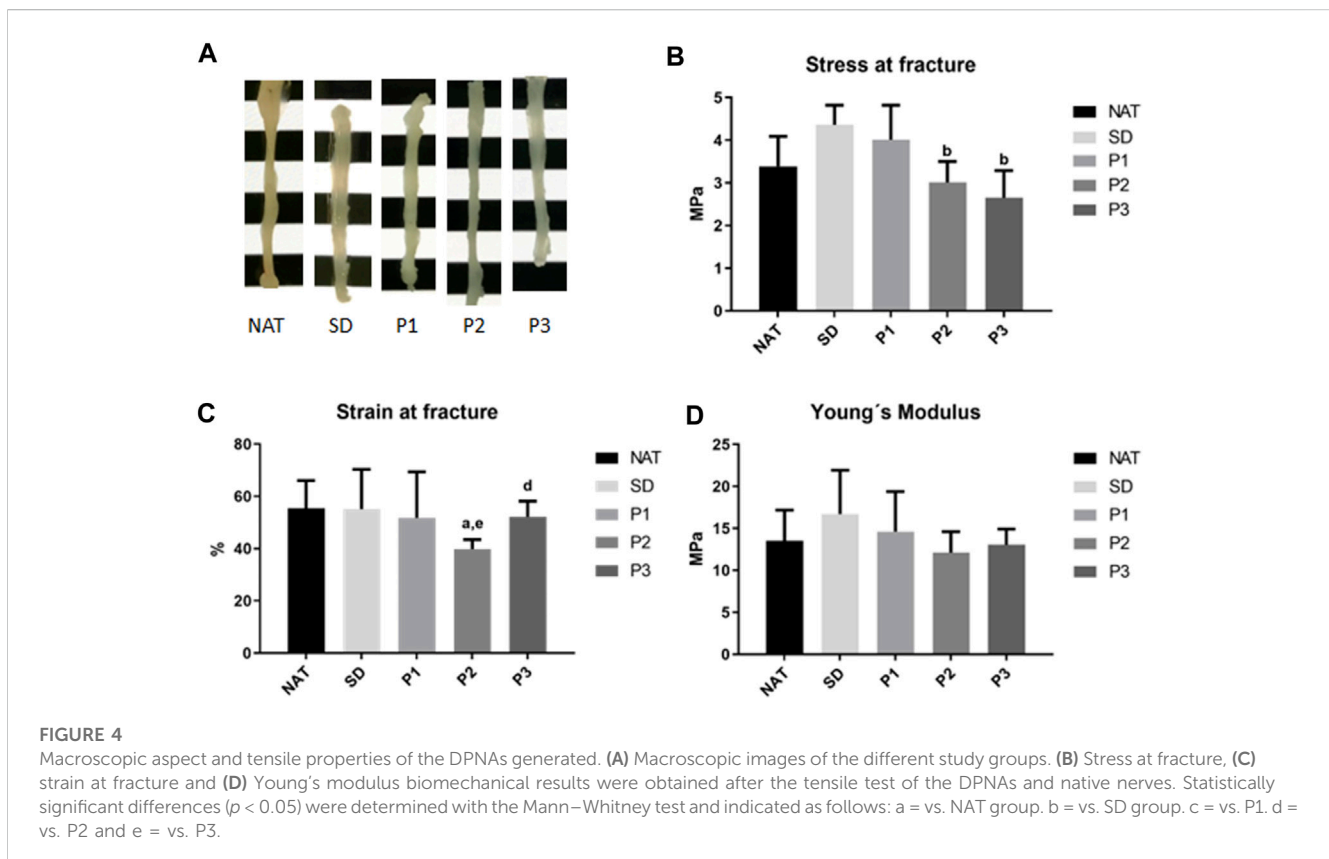 A
NAT SD P1 P2 P3
B
Stress at fracture
MPa
5
4
3
2
1
0
b
b
NAT
SD
P1
P2
P3
NAT
SD
P1
P2
P3
C
Strain at fracture
%
80
60
40
20
0
a,e
d
NAT
SD
P1
P2
P3
NAT
SD
P1
P2
P3
D
Young´s Modulus
MPa
25
20
15
10
5
0
NAT
SD
P1
P2
P3
NAT
SD
P1
P2
P3
FIGURE 4
Macroscopic aspect and tensile properties of the DPNAs generated. (A) Macroscopic images of the different study groups. (B) Stress at fracture, (C)
strain at fracture and (D) Young's modulus biomechanical results were obtained after the tensile test of the DPNAs and native nerves. Statistically
significant differences (p < 0.05) were determined with the Mann–Whitney test and indicated as follows: a = vs. NAT group. b = vs. SD group. c = vs. P1. d =
vs. P2 and e = vs. P3.